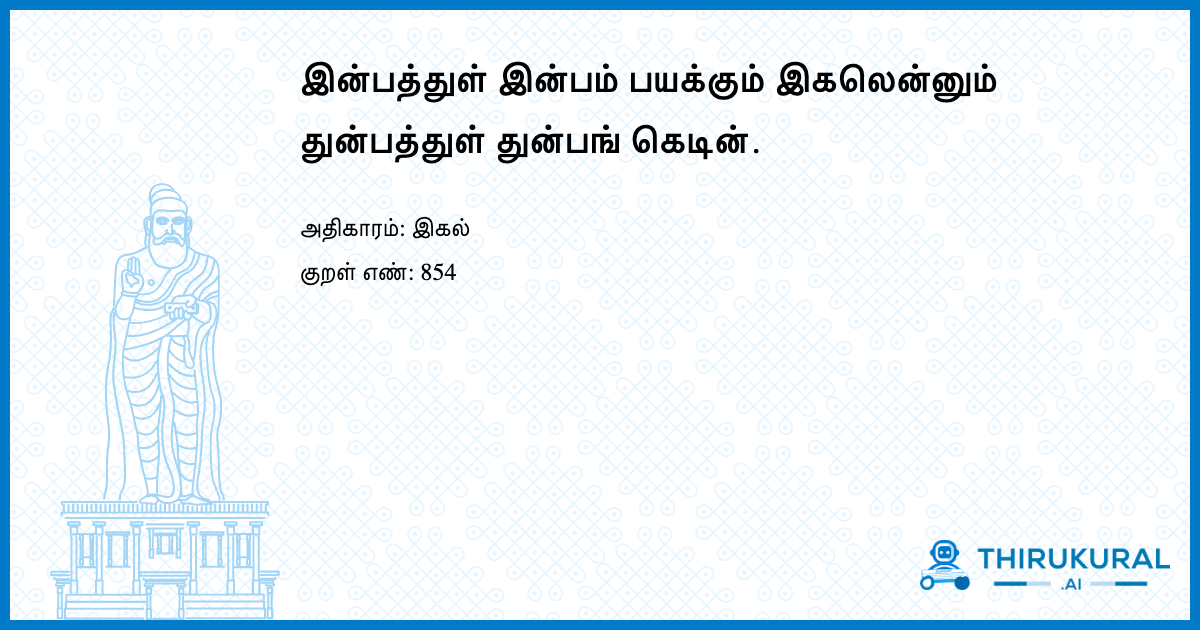 இன்பத்துள் இன்பம் பயக்கும் இகலென்னும்
துன்பத்துள் துன்பங் கெடின்.
அதிகாரம்: இகல்
குறள் எண்: 854
THIRUKURAL
.AI